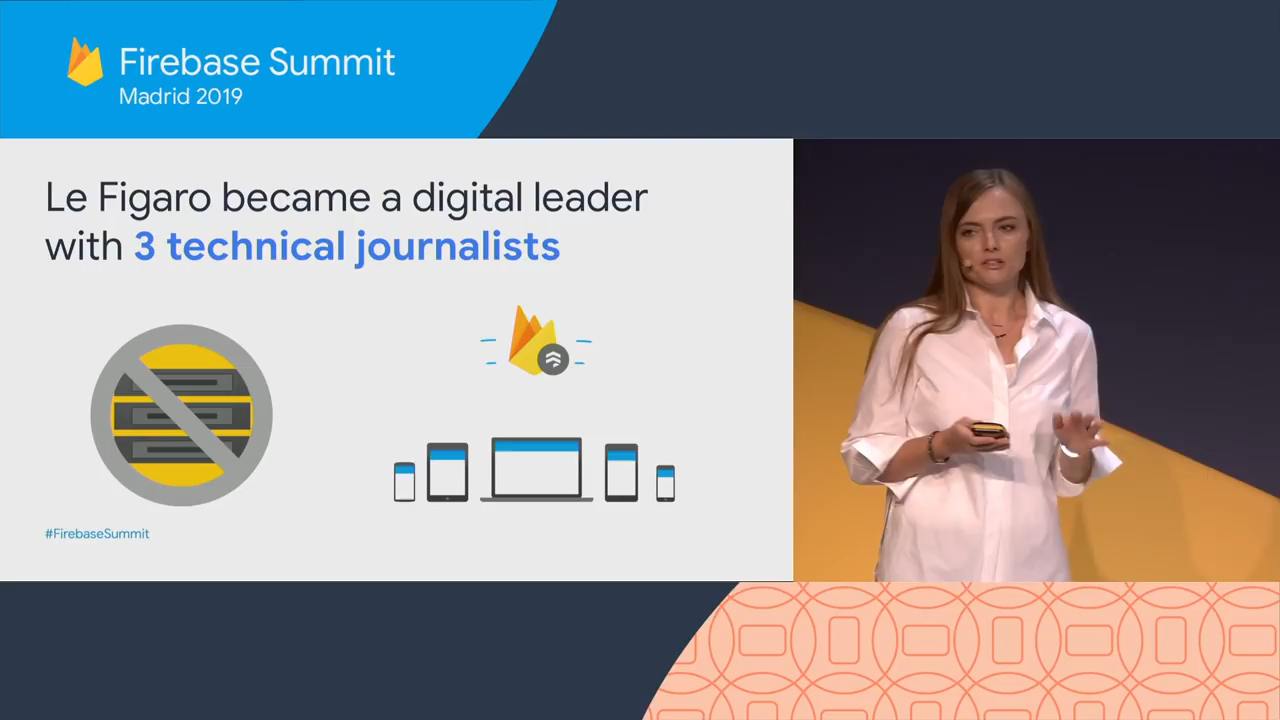 Firebase Summit
Madrid 2019
Le Figaro became a digital leader
with 3 technical journalists
#FirebaseSummit